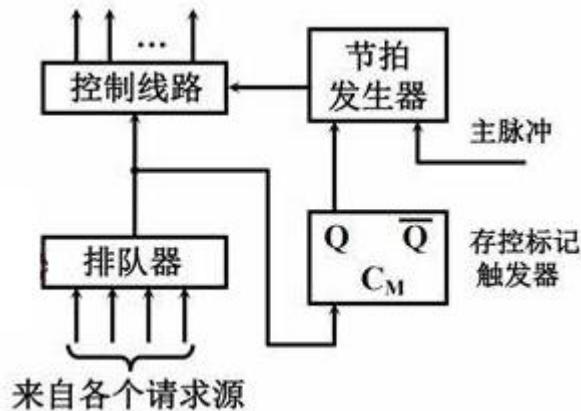 ...
控制线路
节拍
发生器
主脉冲
Q
Q̅
C_M
存控标记
触发器
排队器
来自各个请求源